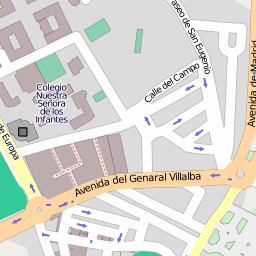 Paseo de San Eugenio
Avenida de Madrid
Calle del Campo
Colegio
Nuestra
Señora
de los
Infantes
de Europa
Avenida del Genaral Villalba